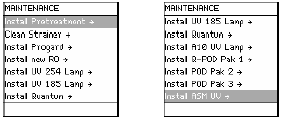 MAINTENANCE
Install Pretreatment →
Clean Strainer →
Install Progard →
Install new RO →
Install UV 254 Lamp →
Install UV 185 Lamp →
Install Quantum →
MAINTENANCE
Install UV 185 Lamp →
Install Quantum →
Install A10 UV Lamp →
Install Q-POD Pak 1 →
Install POD Pak 2 →
Install POD Pak 3 →
Install ASM UV →